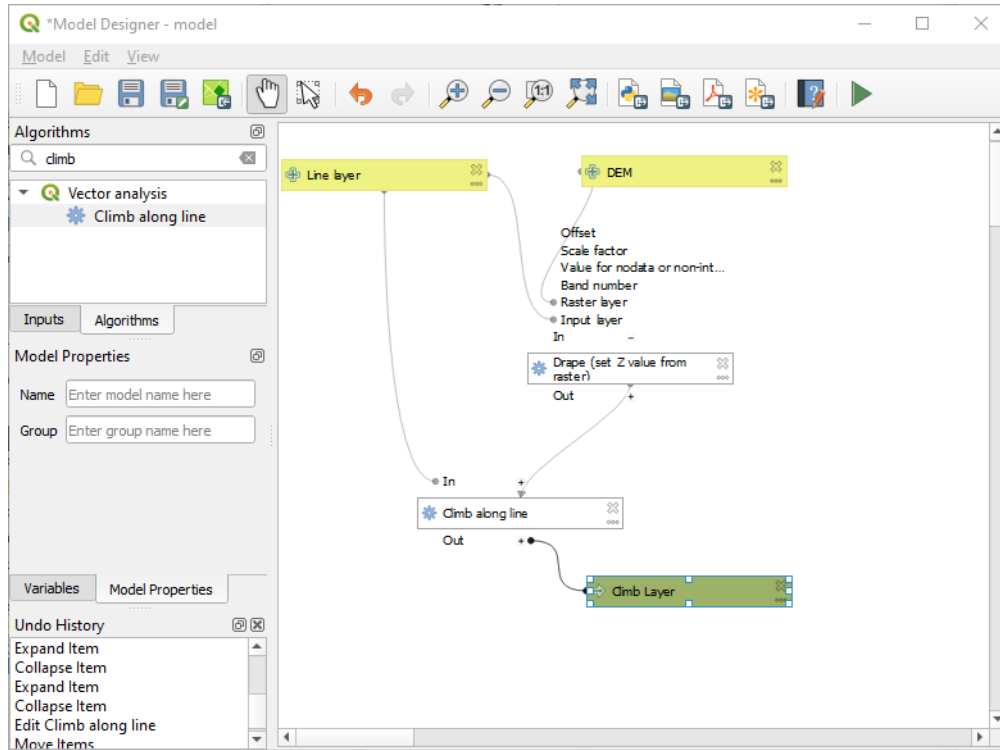 *Model Designer - model
Model Edit View
1:1
Algorithms
climb
Vector analysis
Climb along line
Inputs Algorithms
Model Properties
Name Enter model name here
Group Enter group name here
Variables Model Properties
Undo History
Expand Item
Collapse Item
Expand Item
Collapse Item
Edit Climb along line
Move Items
Line layer
DEM
Offset
Scale factor
Value for nodata or non-int...
Band number
Raster layer
Input layer
In -
Drape (set Z value from
raster)
Out +
In +
Climb along line
Out +
Climb Layer